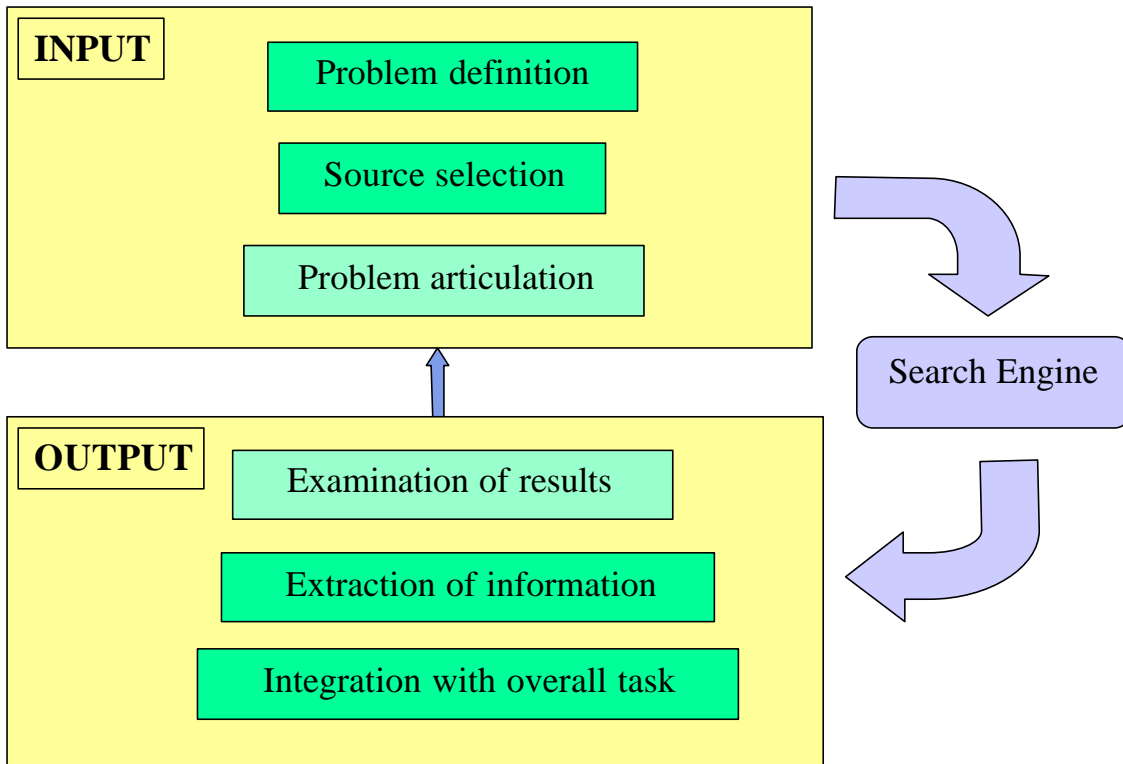 INPUT
Problem definition
Source selection
Problem articulation
Search Engine
OUTPUT
Examination of results
Extraction of information
Integration with overall task